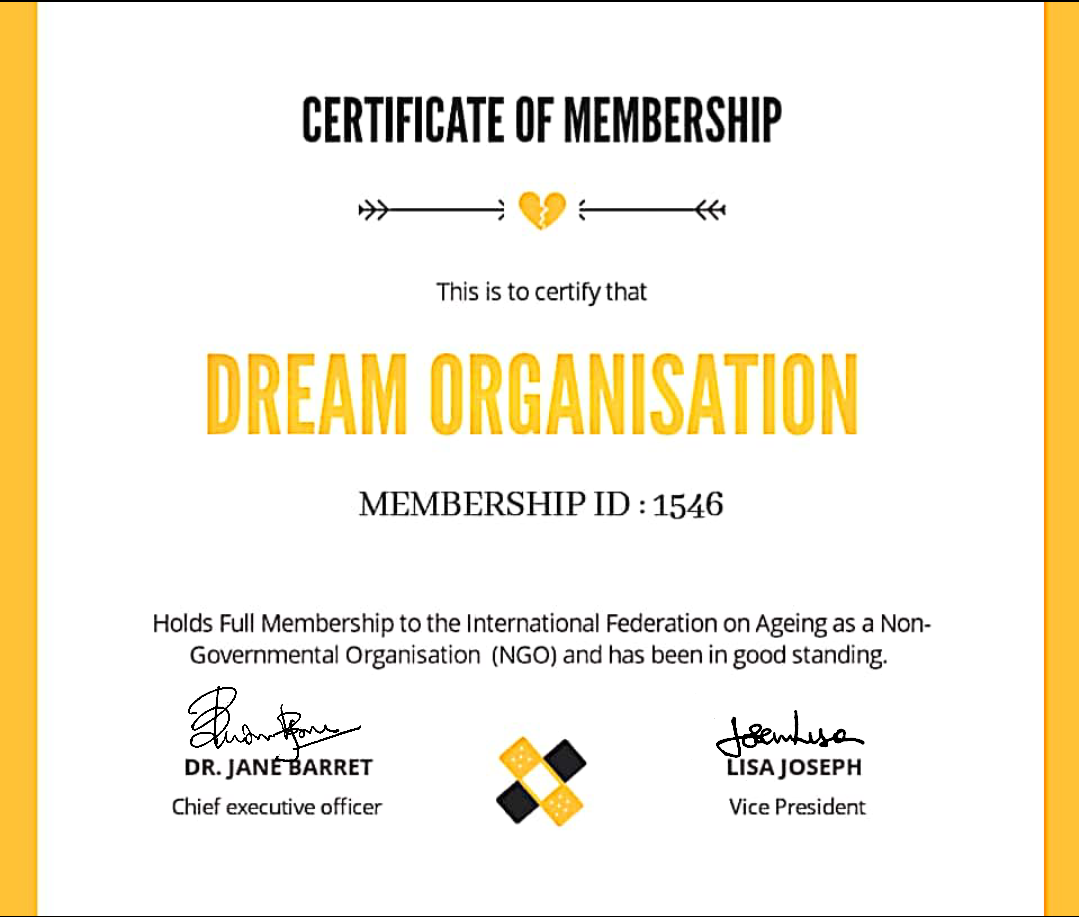 CERTIFICATE OF MEMBERSHIP
This is to certify that
DREAM ORGANISATION
MEMBERSHIP ID : 1546
Holds Full Membership to the International Federation on Ageing as a Non-
Governmental Organisation (NGO) and has been in good standing.
DR. JANE BARRET
LISA JOSEPH
Chief executive officer
Vice President